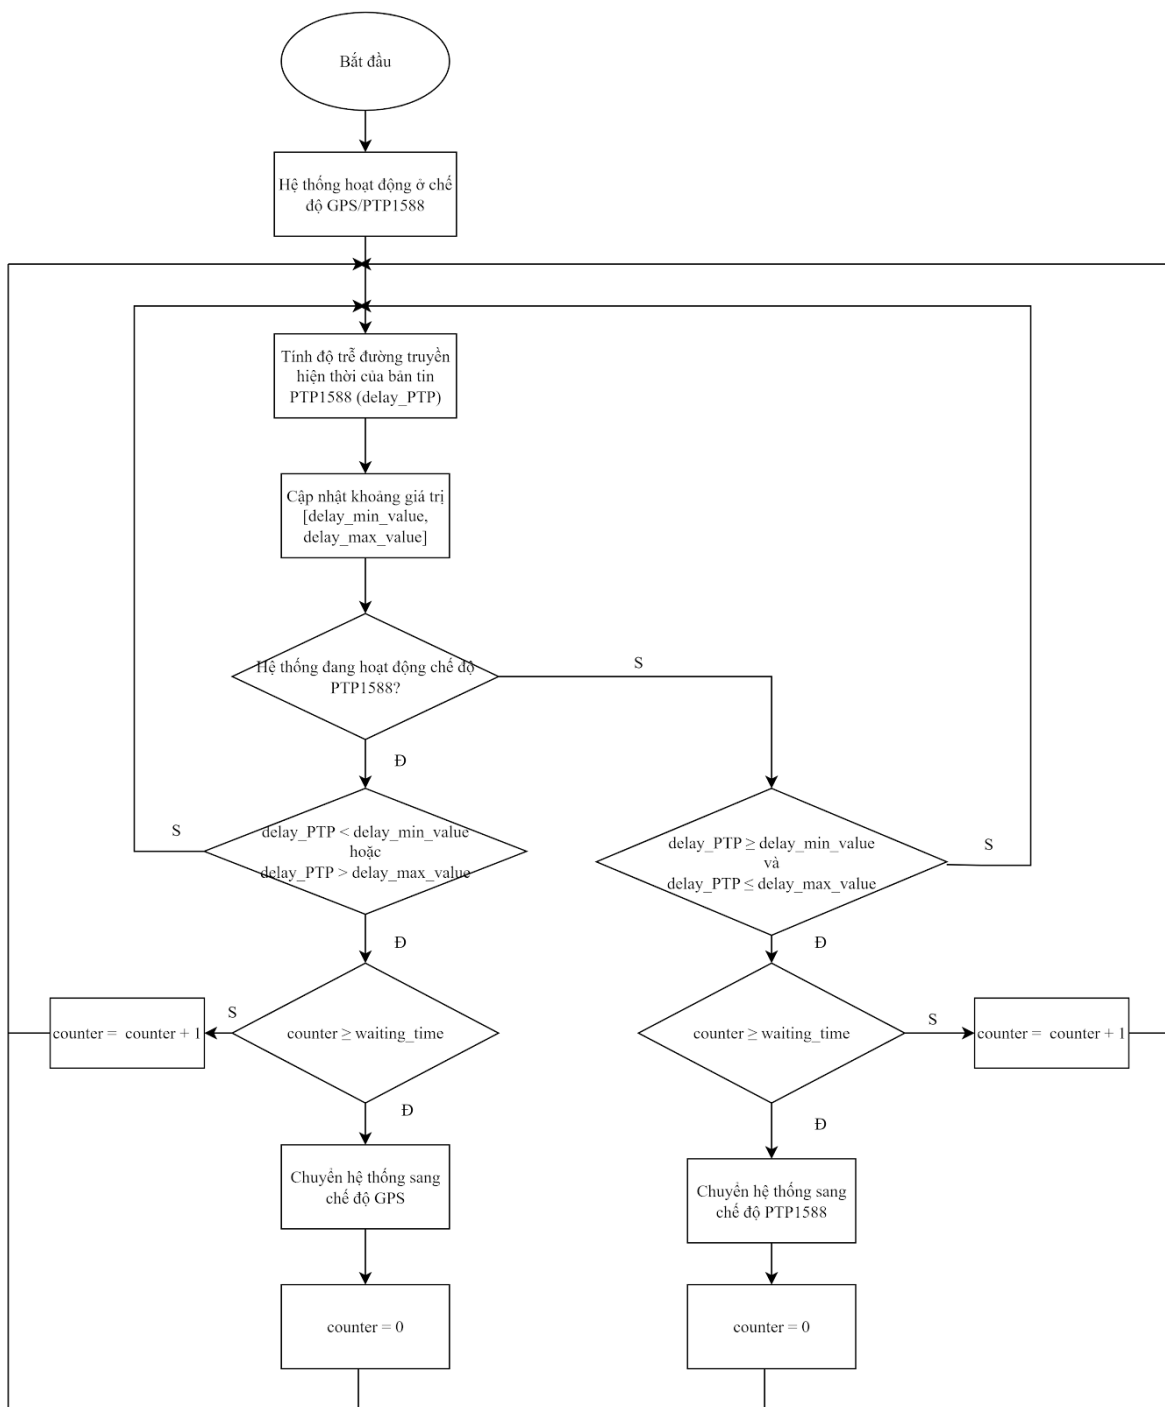 Bắt đầu
Hệ thống hoạt động ở chế
độ GPS/PTP1588
Tính độ trễ đường truyền
hiện thời của bản tin
PTP1588 (delay_PTP)
Cập nhật khoảng giá trị
[delay_min_value,
delay_max_value]
Hệ thống đang hoạt động chế độ
PTP1588?
S
Đ
delay_PTP < delay_min_value
hoặc
delay_PTP > delay_max_value
S
Đ
delay_PTP ≥ delay_min_value
và
delay_PTP ≤ delay_max_value
S
Đ
counter ≥ waiting_time
S
counter = counter + 1
Đ
counter ≥ waiting_time
S
counter = counter + 1
Đ
Chuyển hệ thống sang
chế độ GPS
Chuyển hệ thống sang
chế độ PTP1588
counter = 0
counter = 0